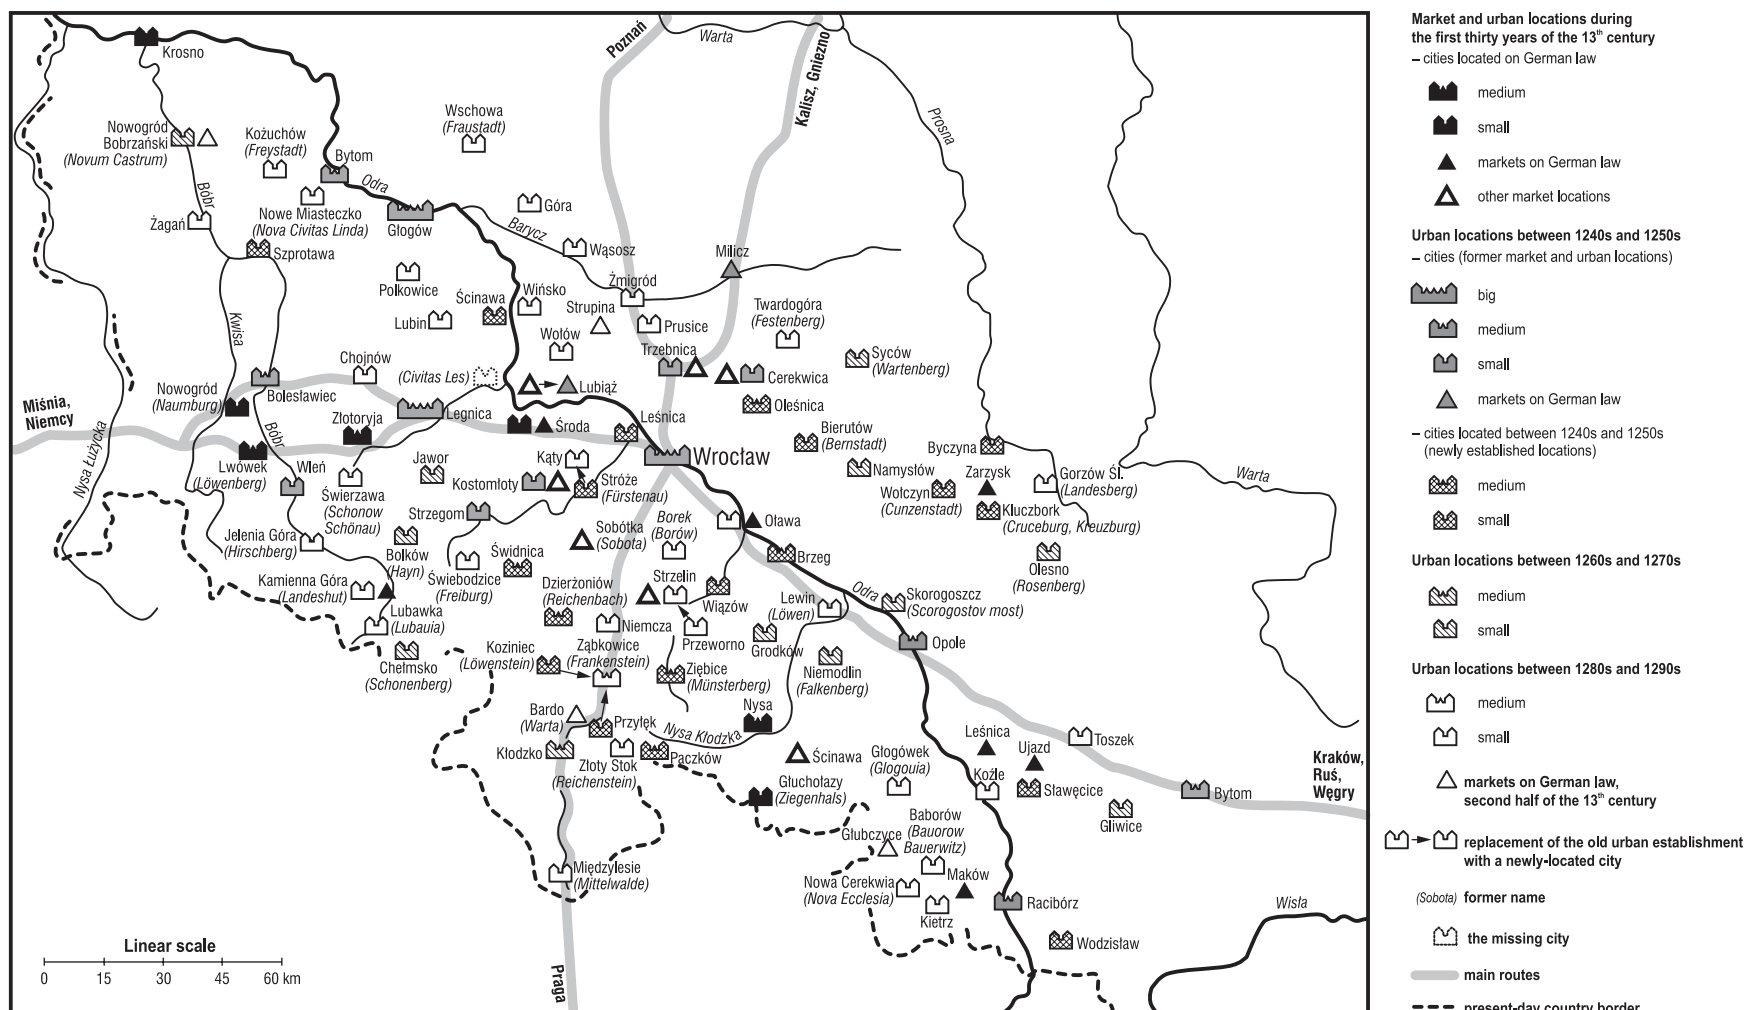 Krosno
Poznań
Kalisz, Gniezno
Warta
Prosna
Wschowa
(Fraustadt)
Nowogród
Bobrzański
(Novum Castrum)
Kożuchów
(Freystadt)
Bytom
Odra
Bóbr
Nowe Miasteczko
(Nova Civitas Linda)
Głogów
Góra
Barycz
Żagań
Szprotawa
Wąsosz
Milicz
Polkowice
Ścinawa
Wińsko
Żmigród
Strupina
Twardogóra
(Festenberg)
Kwisa
Lubin
Wołów
Prusice
Trzebnica
Syców
(Wartenberg)
Chojnów
(Civitas Les)
Cerekwica
Nowogród
(Naumburg)
Bolesławiec
Lubiąż
Oleśnica
Miśnia,
Niemcy
Złotoryja
Legnica
Środa
Leśnica
Bierutów
(Bernstadt)
Byczyna
Nysa Łużycka
Bóbr
Lwówek
(Löwenberg)
Wleń
Jawor
Kąty
Wrocław
Namysłów
Zarzysk
Gorzów Śl.
(Landesberg)
Warta
Świerzawa
(Schonow
Schönau)
Kostomłoty
Stróże
(Fürstenau)
Wołczyn
(Cunzenstadt)
Kluczbork
(Cruceburg, Kreuzburg)
Strzegom
Jelenia Góra
(Hirschberg)
Bolków
(Hayn)
Świebodzice
(Freiburg)
Świdnica
Sobótka
(Sobota)
Borek
(Borów)
Oława
Brzeg
Olesno
(Rosenberg)
Kamienna Góra
(Landeshut)
Dzierżoniów
(Reichenbach)
Strzelin
Wiązów
Lewin
(Löwen)
Odra
Skorogoszcz
(Scorogostov most)
Lubawka
(Lubauia)
Niemcza
Przeworno
Grodków
Opole
Chełmsko
(Schonenberg)
Koziniec
(Löwenstein)
Ząbkowice
(Frankenstein)
Ziębice
(Münsterberg)
Niemodlin
(Falkenberg)
Bardo
(Warta)
Przyłęk
Nysa
Nysa Kłodzka
Kłodzko
Złoty Stok
(Reichenstein)
Paczków
Ścinawa
Głogówek
(Glogouia)
Leśnica
Ujazd
Toszek
Kraków,
Ruś,
Węgry
Głuchołazy
(Ziegenhals)
Koźle
Sławęcice
Bytom
Gliwice
Baborów
(Bauorow
Bauerwitz)
Głubczyce
Międzylesie
(Mittelwalde)
Nowa Cerekwia
(Nova Ecclesia)
Maków
Kietrz
Racibórz
Wisła
Wodzisław
Praga
Linear scale
0 15 30 45 60 km
Market and urban locations during
the first thirty years of the 13th century
– cities located on German law
medium
small
markets on German law
other market locations
Urban locations between 1240s and 1250s
– cities (former market and urban locations)
big
medium
small
markets on German law
– cities located between 1240s and 1250s
(newly established locations)
medium
small
Urban locations between 1260s and 1270s
medium
small
Urban locations between 1280s and 1290s
medium
small
markets on German law,
second half of the 13th century
replacement of the old urban establishment
with a newly-located city
(Sobota) former name
the missing city
main routes
present-day country border